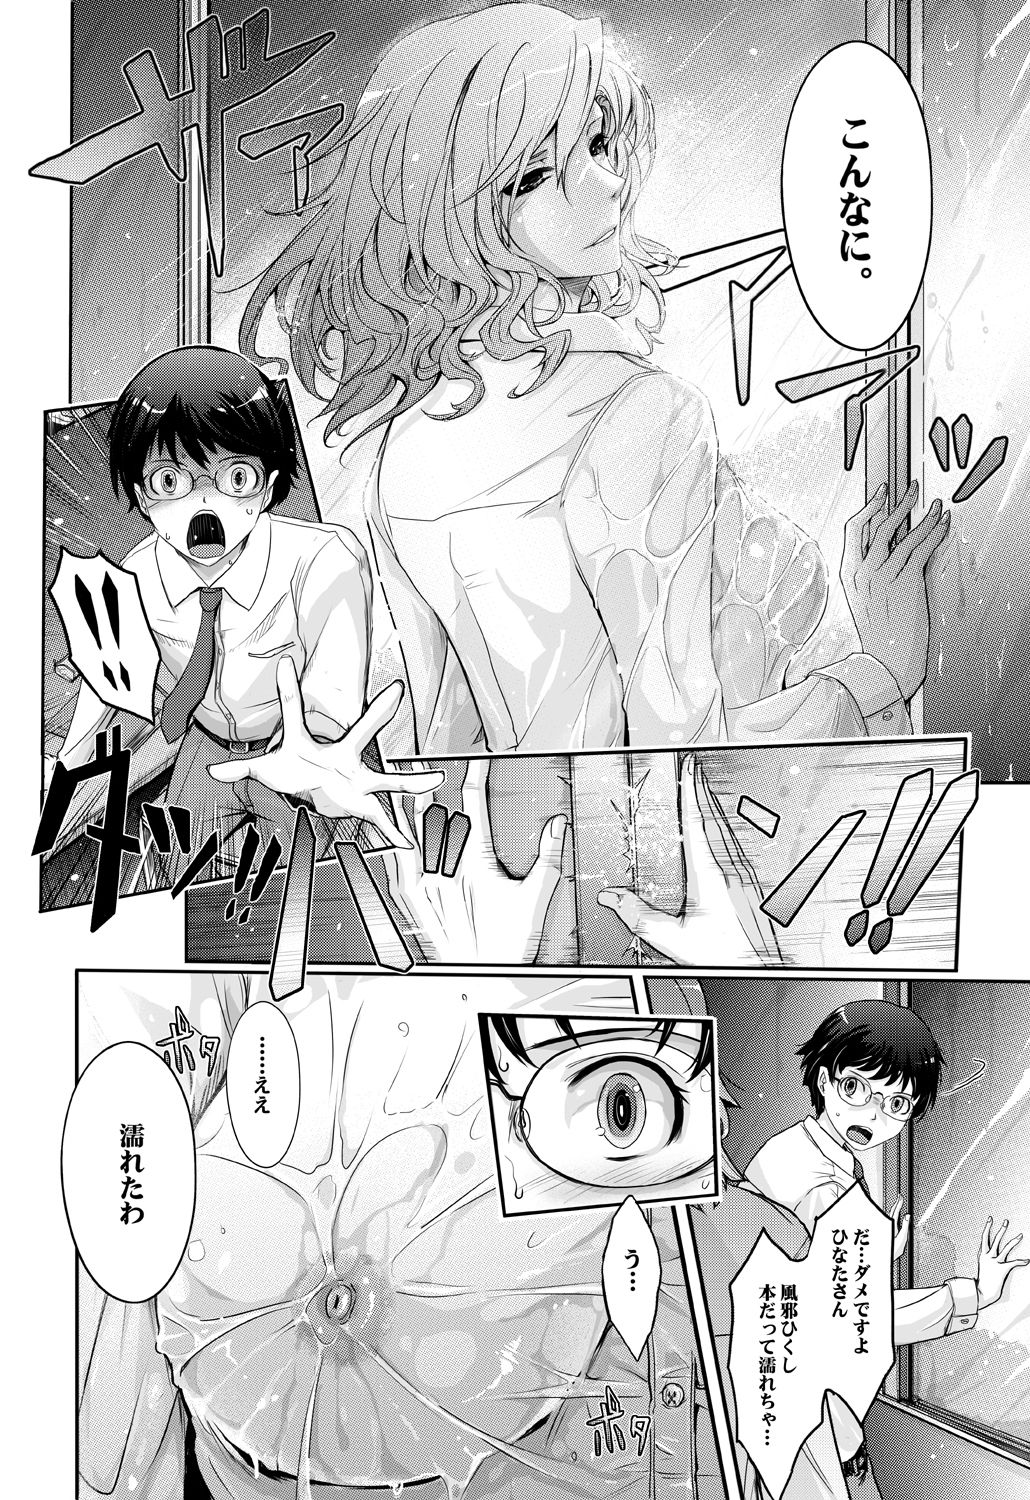 こんなに。
ザァァァァッ
!!
ダッ!!
バンッ!!
だ…ダメですよ
ひなたさん
風邪ひくし
本だって濡れちゃ…
う…
……ええ
ポタ
濡れたわ
ポタ